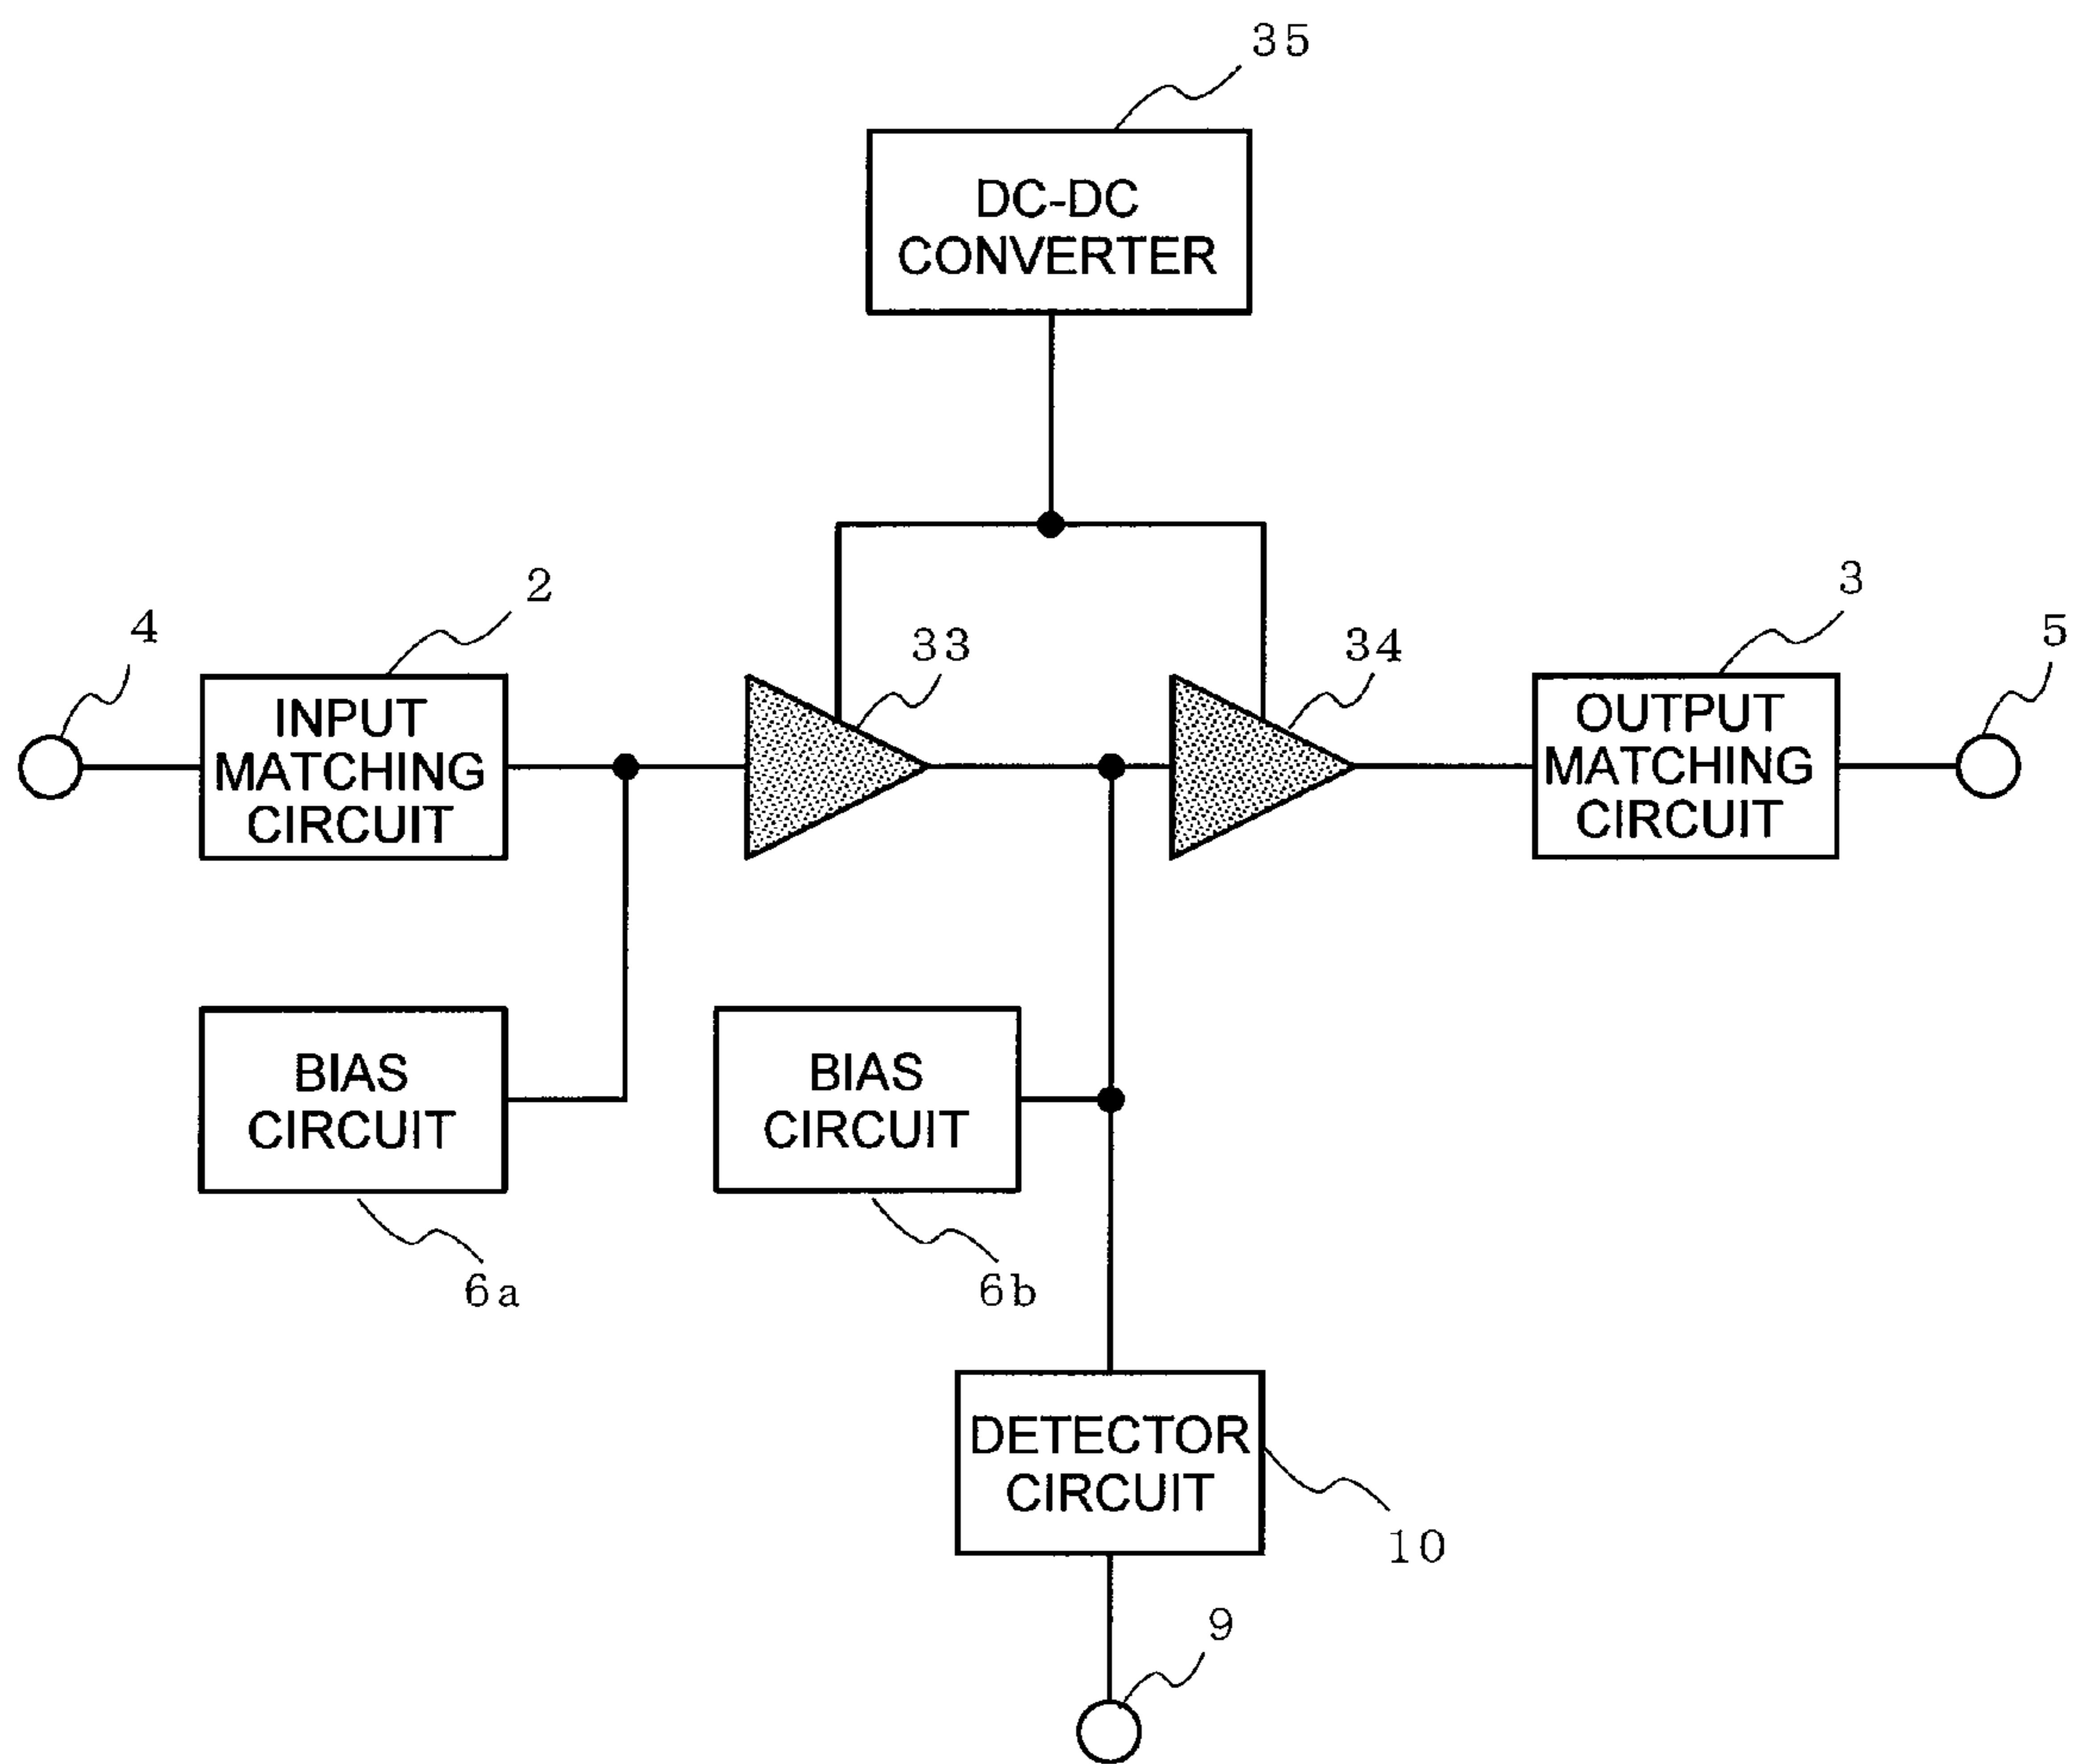 35
DC-DC
CONVERTER
2
3
4
33
34
5
INPUT
MATCHING
CIRCUIT
OUTPUT
MATCHING
CIRCUIT
BIAS
CIRCUIT
BIAS
CIRCUIT
6a
6b
DETECTOR
CIRCUIT
10
9